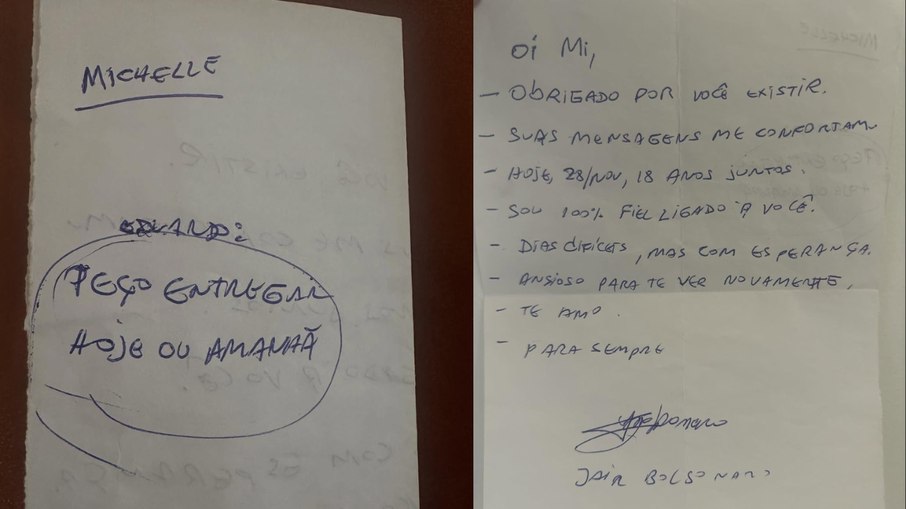 MICHELLE
EDUARDO:
PEÇO ENTREGAR
HOJE OU AMANHÃ
Oi Mi,
- OBRIGADO POR VOCÊ EXISTIR.
- SUAS MENSAGENS ME CONFORTAM.
- HOJE, 28/NOV, 18 ANOS JUNTOS.
- SOU 100% FIEL LIGADO A VOCÊ.
- DIAS DIFÍCEIS, MAS COM ESPERANÇA.
- ANSIOSO PARA TE VER NOVAMENTE.
- TE AMO.
- PARA SEMPRE
JAIR BOLSONARO